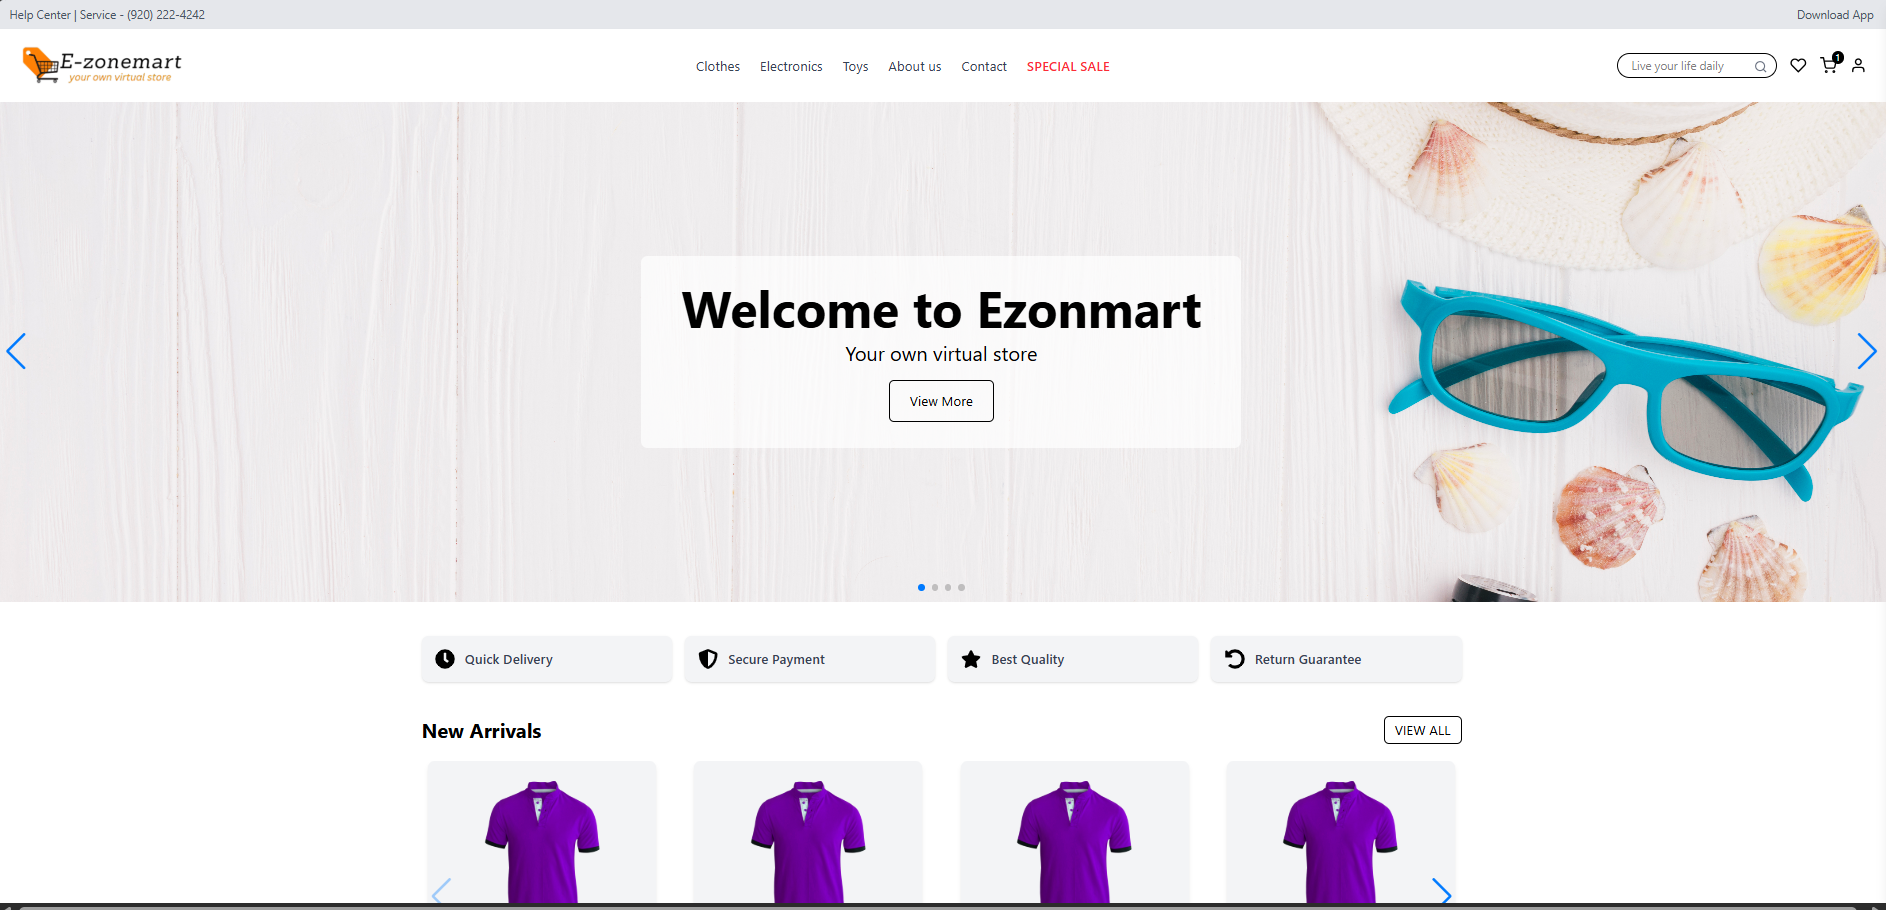 Help Center | Service - (920) 222-4242
Download App
E-zonemart
your own virtual store
Clothes
Electronics
Toys
About us
Contact
SPECIAL SALE
Live your life daily
1
Welcome to Ezonmart
Your own virtual store
View More
Quick Delivery
Secure Payment
Best Quality
Return Guarantee
New Arrivals
VIEW ALL